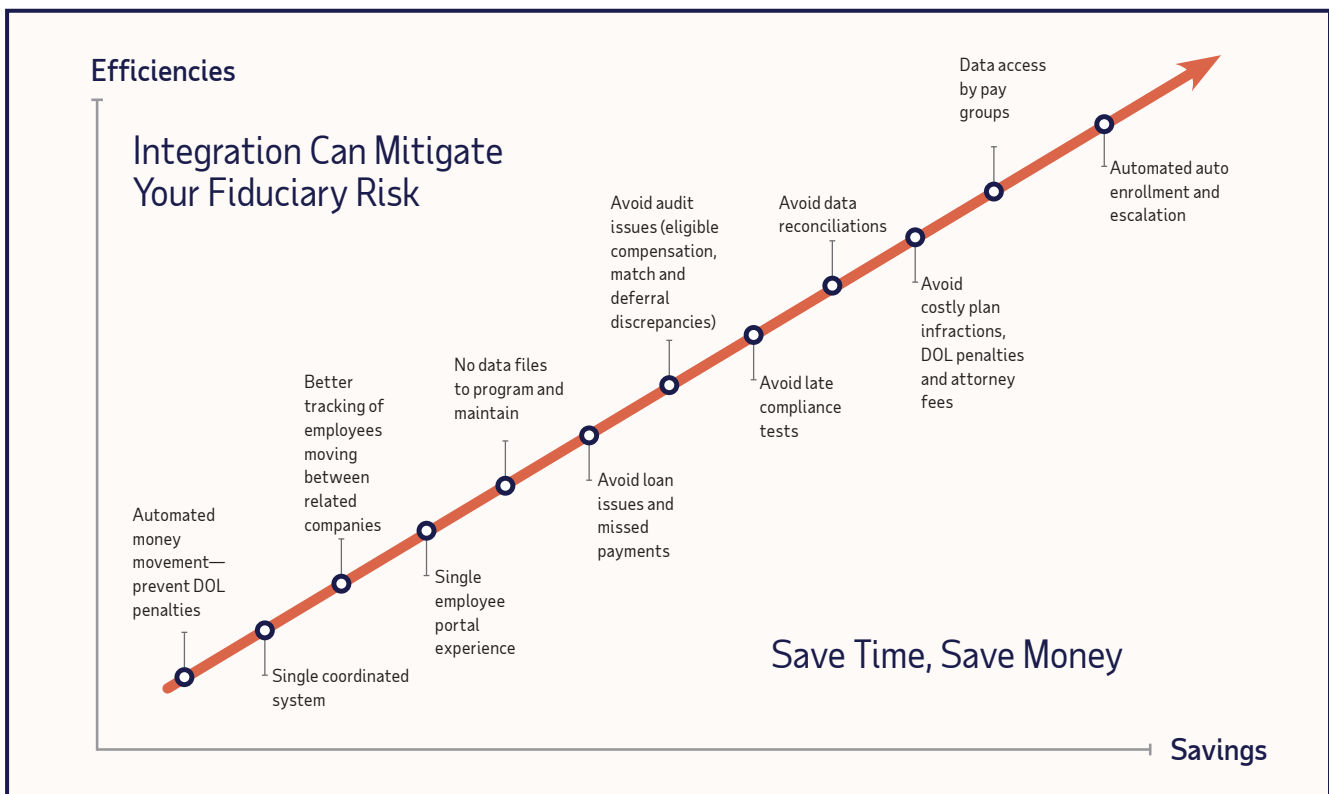 Efficiencies
Integration Can Mitigate
Your Fiduciary Risk
Automated
money
movement—
prevent DOL
penalties
Single coordinated
system
Better
tracking of
employees
moving
between
related
companies
Single
employee
portal
experience
No data files
to program and
maintain
Avoid loan
issues and
missed
payments
Avoid audit
issues (eligible
compensation,
match and
deferral
discrepancies)
Avoid late
compliance
tests
Avoid data
reconciliations
Avoid
costly plan
infractions,
DOL penalties
and attorney
fees
Data access
by pay
groups
Automated auto
enrollment and
escalation
Save Time, Save Money
Savings